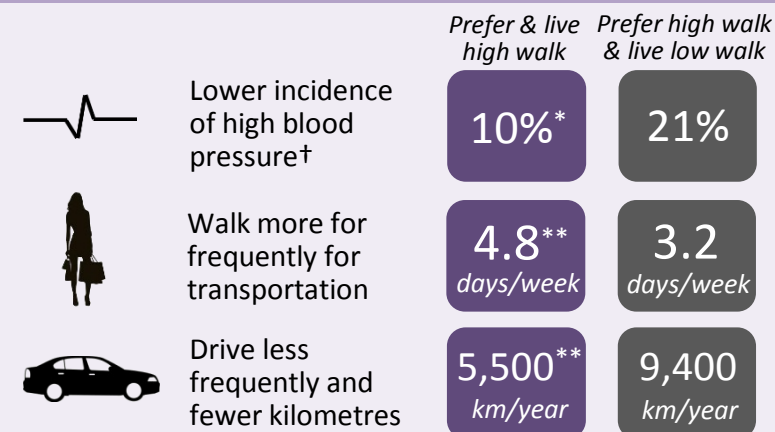 Prefer & live Prefer high walk
high walk & live low walk
Lower incidence
of high blood
pressure†
10%* 21%
Walk more for
frequently for
transportation
4.8** 3.2
days/week days/week
Drive less
frequently and
fewer kilometres
5,500** 9,400
km/year km/year